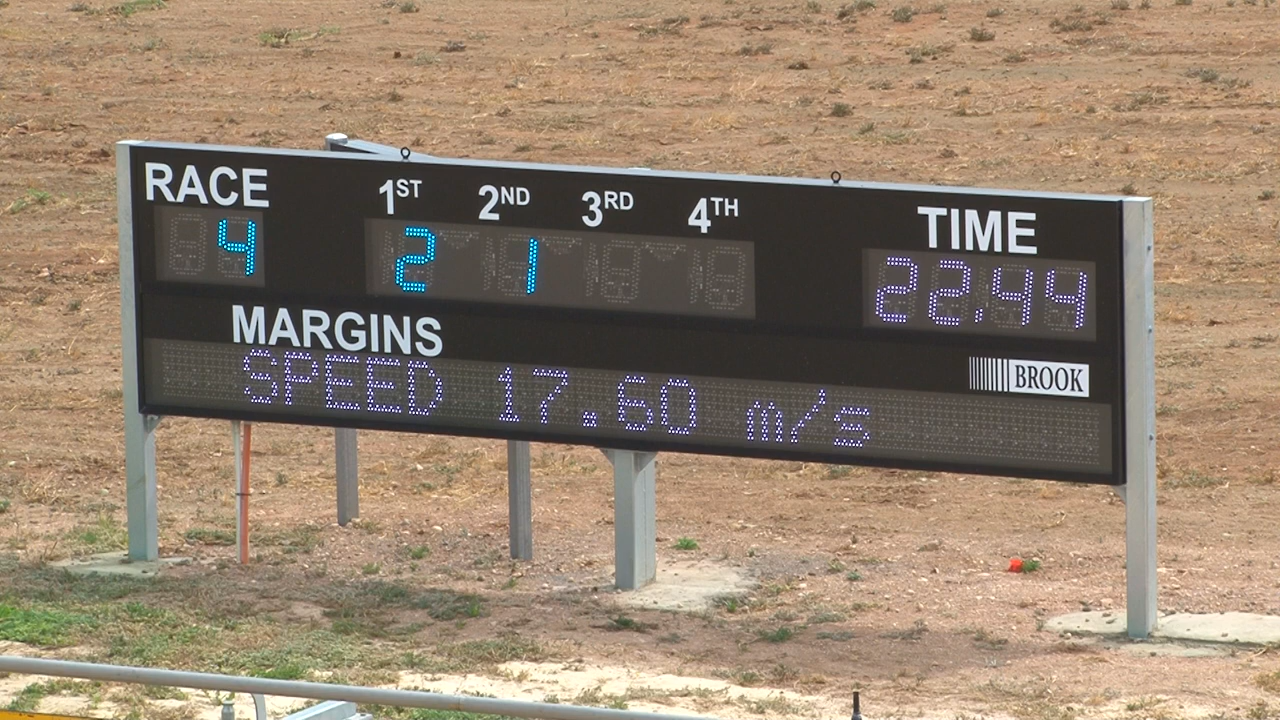 RACE 1ST 2ND 3RD 4TH TIME
4 2 1 22.44
MARGINS
BROOK
SPEED 17.60 m/s